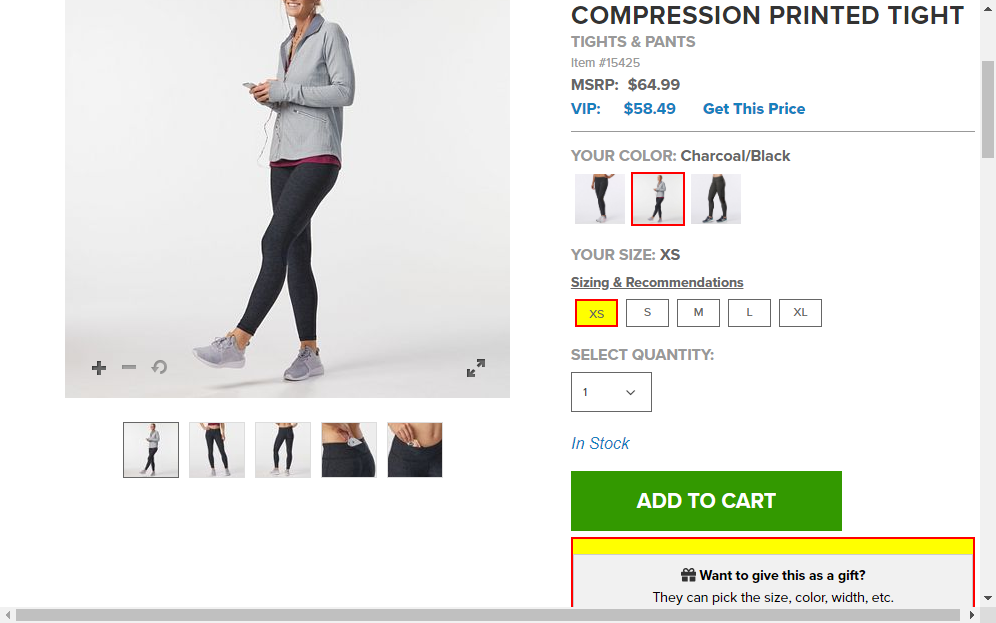 COMPRESSION PRINTED TIGHT
TIGHTS & PANTS
Item #15425
MSRP: $64.99
VIP: $58.49 Get This Price
YOUR COLOR: Charcoal/Black
YOUR SIZE: XS
Sizing & Recommendations
XS S M L XL
SELECT QUANTITY:
1
In Stock
ADD TO CART
Want to give this as a gift?
They can pick the size, color, width, etc.